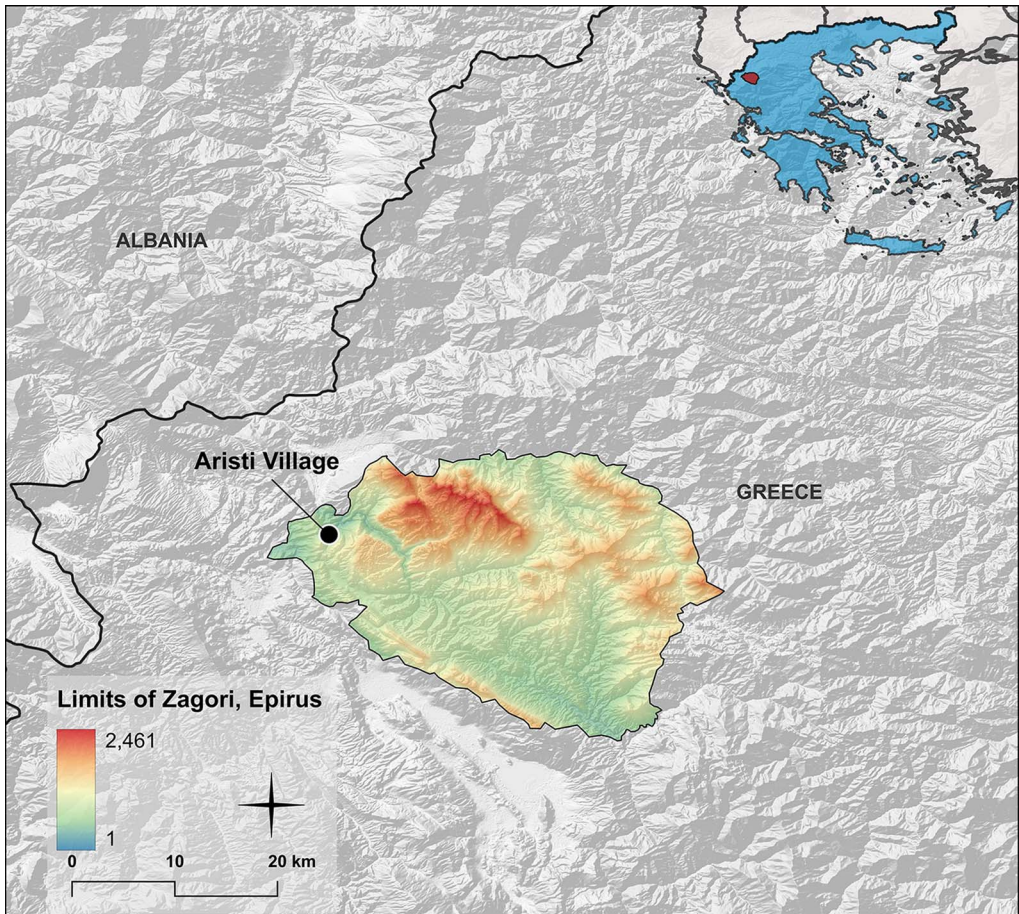 ALBANIA
Aristi Village
GREECE
Limits of Zagori, Epirus
2,461
1
0 10 20 km